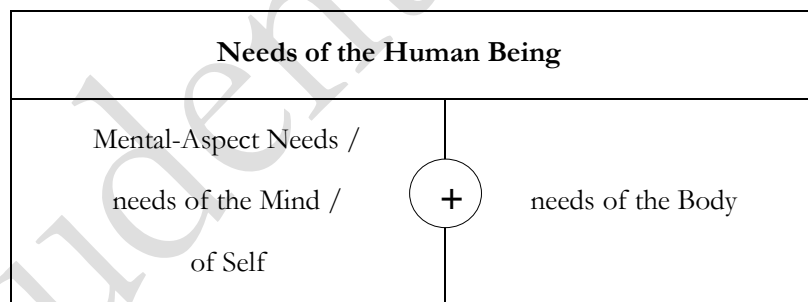 Needs of the Human Being
Mental-Aspect Needs /
needs of the Mind /
of Self
+
needs of the Body